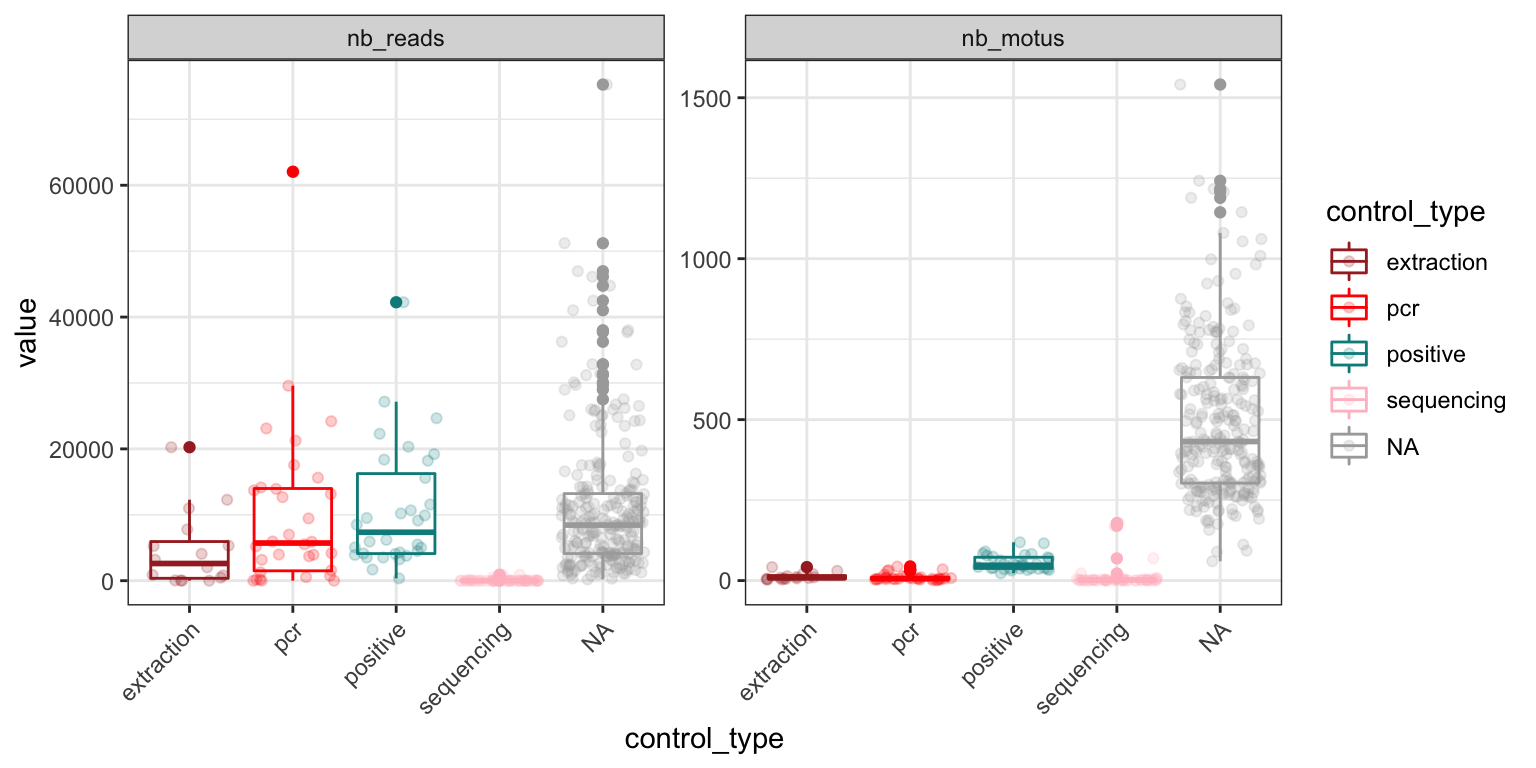 nb_reads
nb_motus
value
60000
40000
20000
0
1500
1000
500
0
extraction
pcr
positive
sequencing
NA
extraction
pcr
positive
sequencing
NA
control_type
control_type
extraction
pcr
positive
sequencing
NA